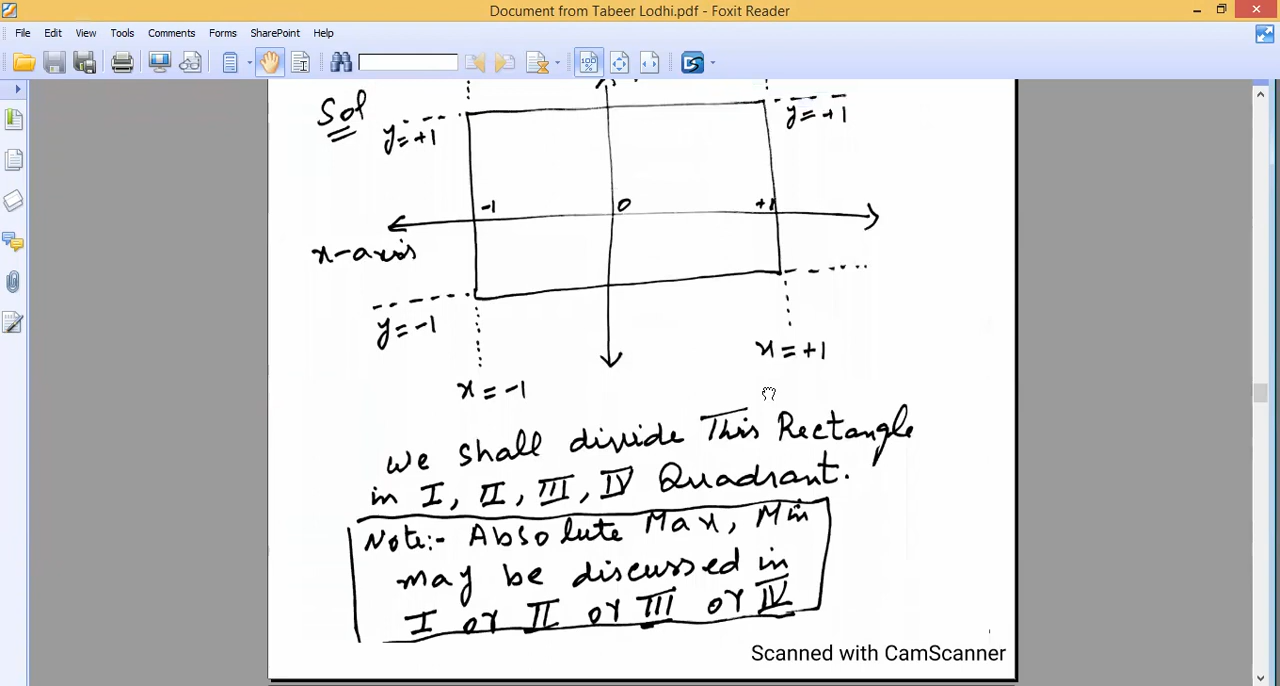 Document from Tabeer Lodhi.pdf - Foxit Reader
File Edit View Tools Comments Forms SharePoint Help
Sol
y=+1
y=+1
-1 0 +1
x-axis
y=-1
x=+1
x=-1
We shall divide This Rectangle
in I, II, III, IV Quadrant.
Note:- Absolute Max, Min
may be discussed in
I or II or III or IV
Scanned with CamScanner